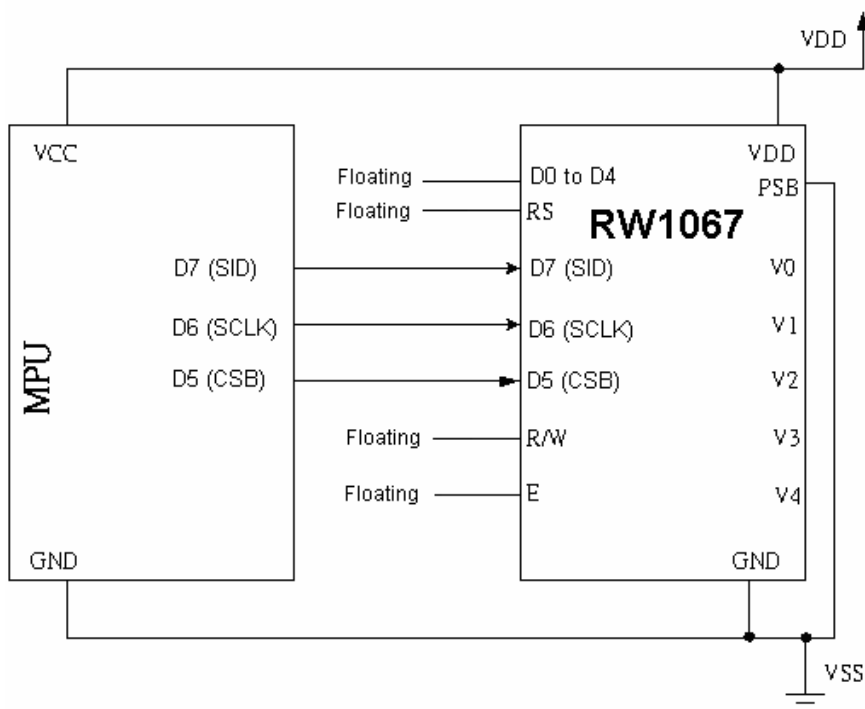 VDD
VCC
VDD
Floating
D0 to D4
PSB
Floating
RS
RW1067
D7 (SID)
D7 (SID)
V0
D6 (SCLK)
D6 (SCLK)
V1
MPU
D5 (CSB)
D5 (CSB)
V2
Floating
R/W
V3
Floating
E
V4
GND
GND
VSS